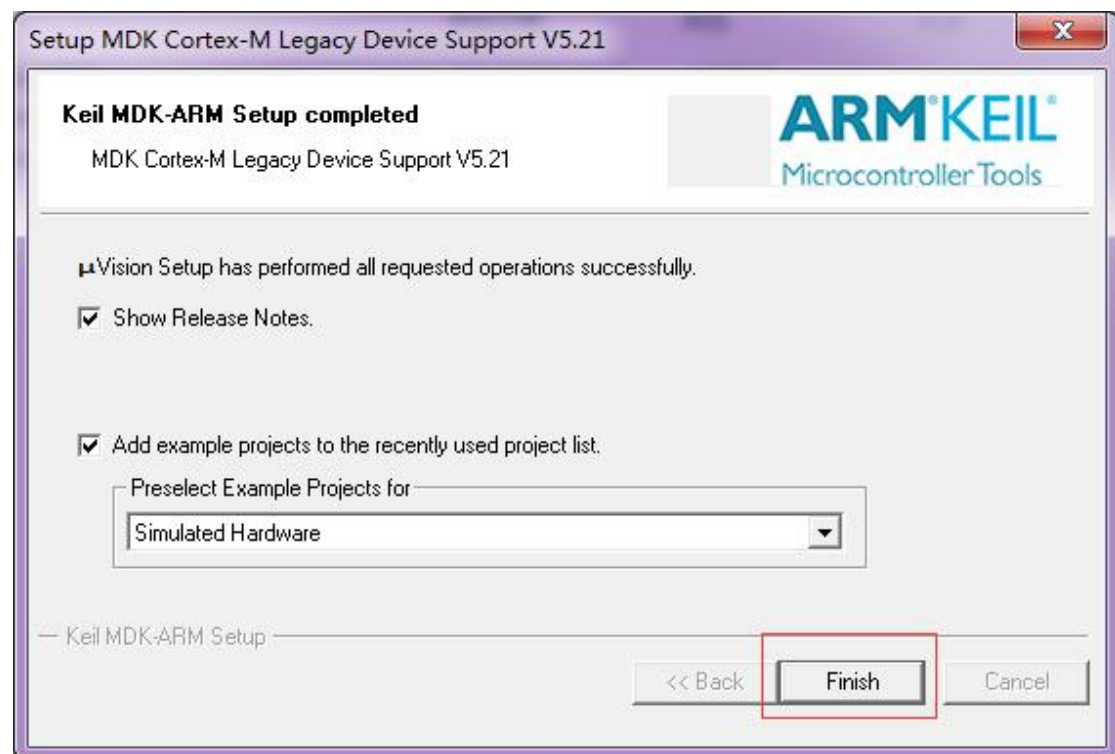 Setup MDK Cortex-M Legacy Device Support V5.21
X
Keil MDK-ARM Setup completed
MDK Cortex-M Legacy Device Support V5.21
ARM®KEIL®
Microcontroller Tools
µVision Setup has performed all requested operations successfully.
Show Release Notes.
Add example projects to the recently used project list.
Preselect Example Projects for
Simulated Hardware
Keil MDK-ARM Setup
<< Back
Finish
Cancel